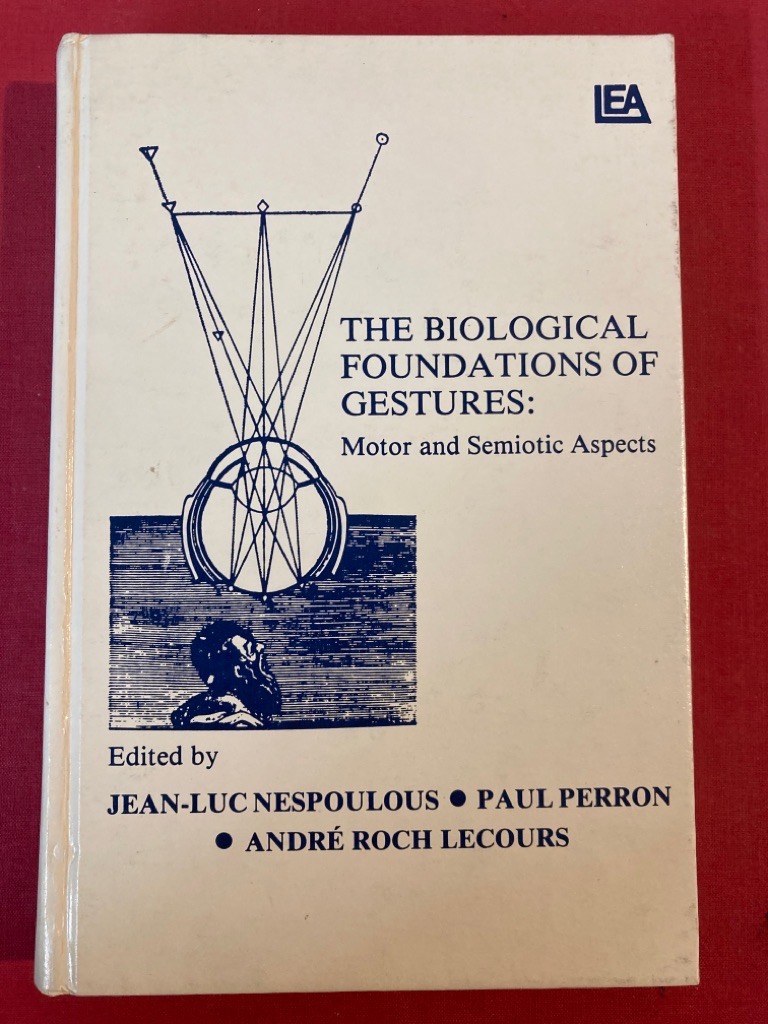 LEA
THE BIOLOGICAL
FOUNDATIONS OF
GESTURES:
Motor and Semiotic Aspects
Edited by
JEAN-LUC NESPOULOUS ● PAUL PERRON
● ANDRÉ ROCH LECOURS